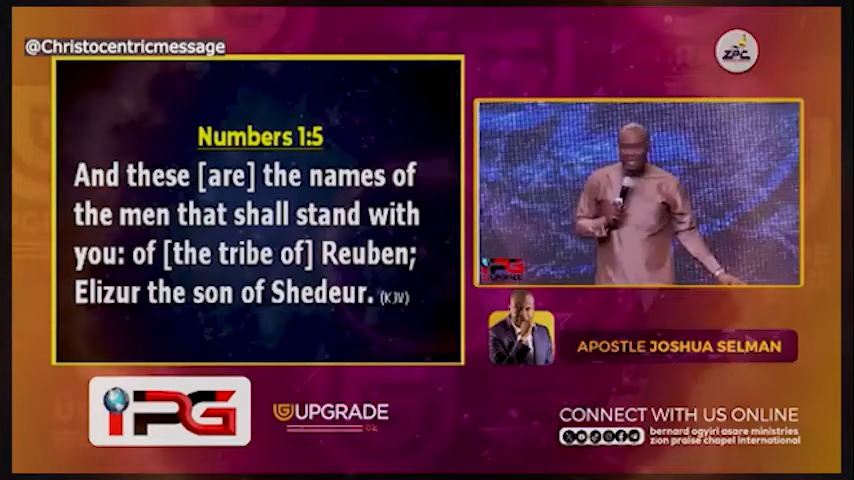 @Christocentricmessage
ZPC
Numbers 1:5
And these [are] the names of
the men that shall stand with
you: of [the tribe of] Reuben;
Elizur the son of Shedeur. (KJV)
IPG
UPGRADE
APOSTLE JOSHUA SELMAN
iPG
UPGRADE
CONNECT WITH US ONLINE
bernard ogyiri asare ministries
zion praise chapel international